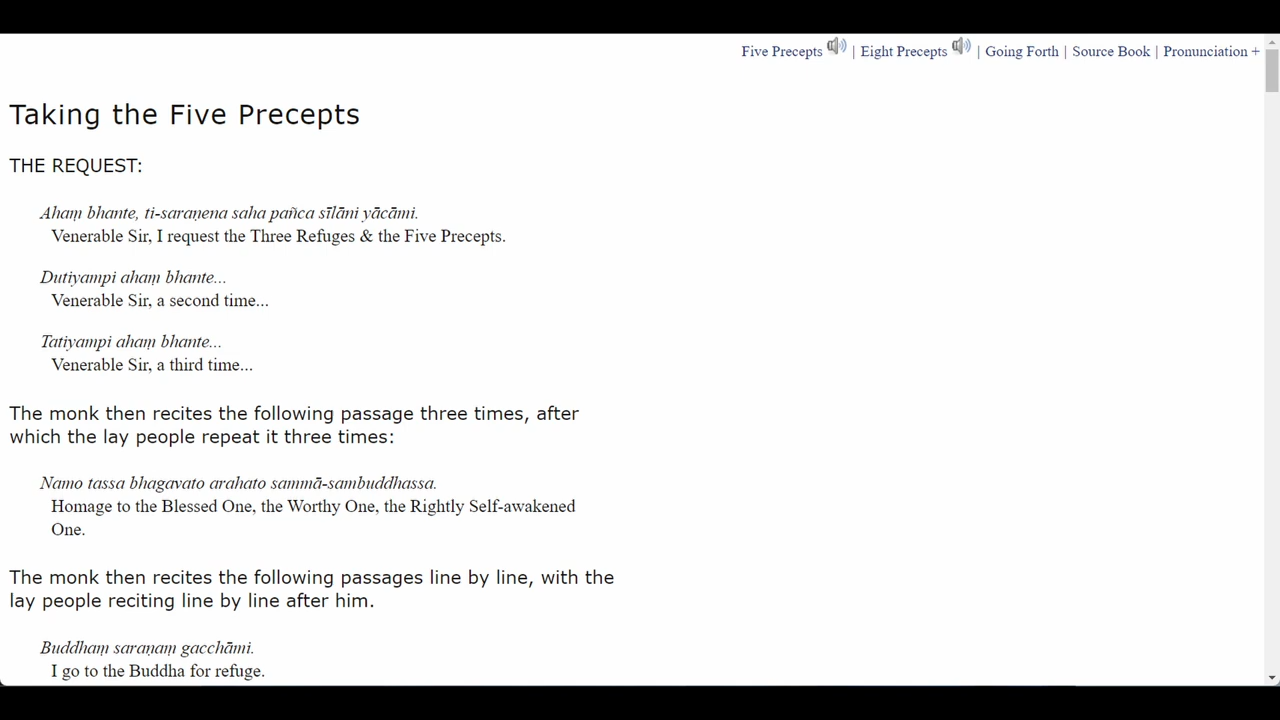 Five Precepts | Eight Precepts | Going Forth | Source Book | Pronunciation +
Taking the Five Precepts
THE REQUEST:
Ahaṃ bhante, ti-saraṇena saha pañca sīlāni yācāmi.
Venerable Sir, I request the Three Refuges & the Five Precepts.
Dutiyampi ahaṃ bhante...
Venerable Sir, a second time...
Tatiyampi ahaṃ bhante...
Venerable Sir, a third time...
The monk then recites the following passage three times, after
which the lay people repeat it three times:
Namo tassa bhagavato arahato sammā-sambuddhassa.
Homage to the Blessed One, the Worthy One, the Rightly Self-awakened
One.
The monk then recites the following passages line by line, with the
lay people reciting line by line after him.
Buddhaṃ saraṇaṃ gacchāmi.
I go to the Buddha for refuge.